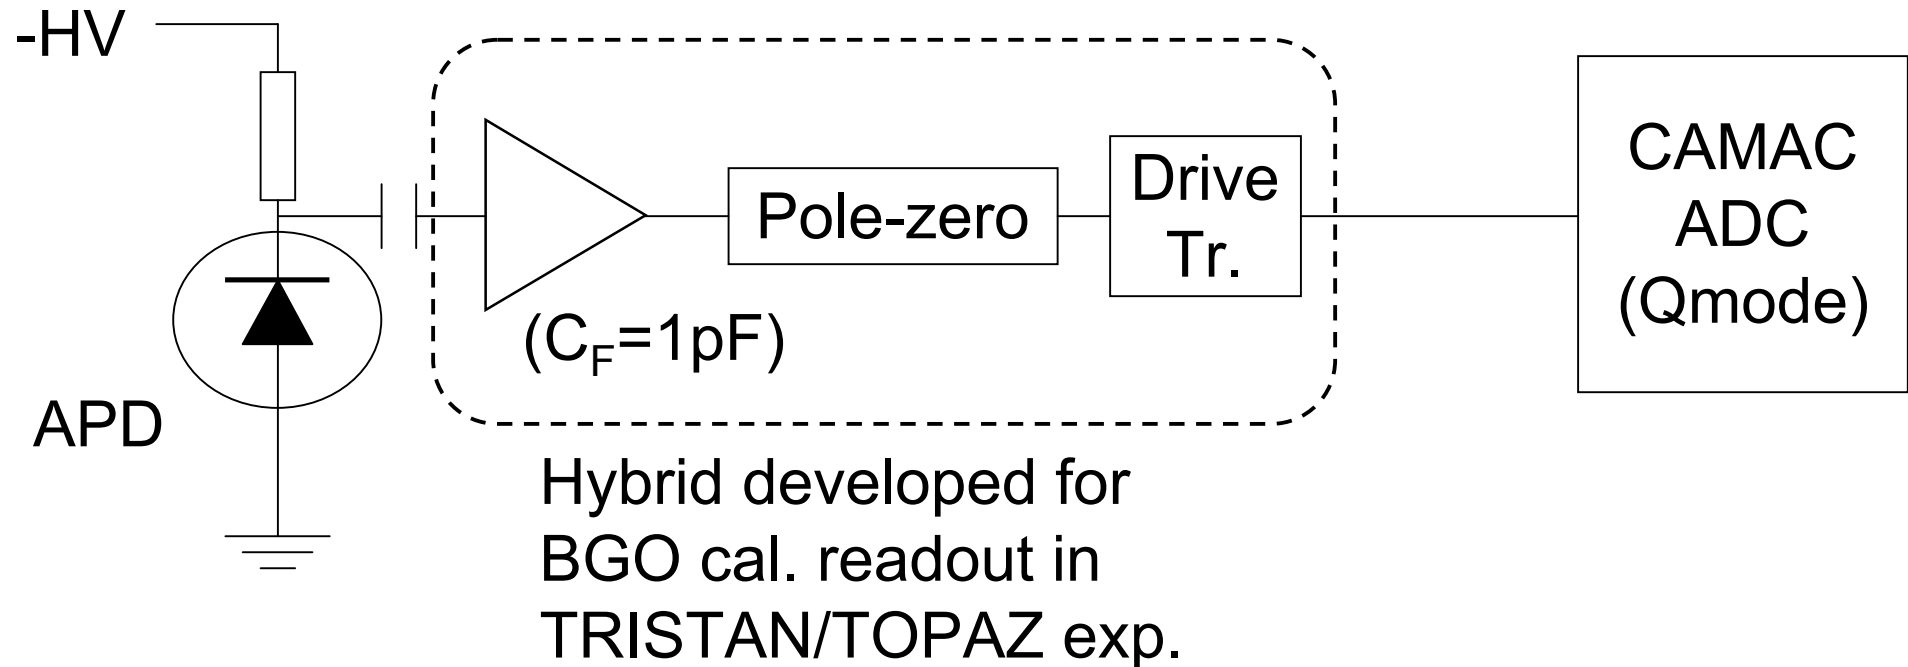 -HV
APD
(C_F=1pF)
Pole-zero
Drive
Tr.
CAMAC
ADC
(Qmode)
Hybrid developed for
BGO cal. readout in
TRISTAN/TOPAZ exp.